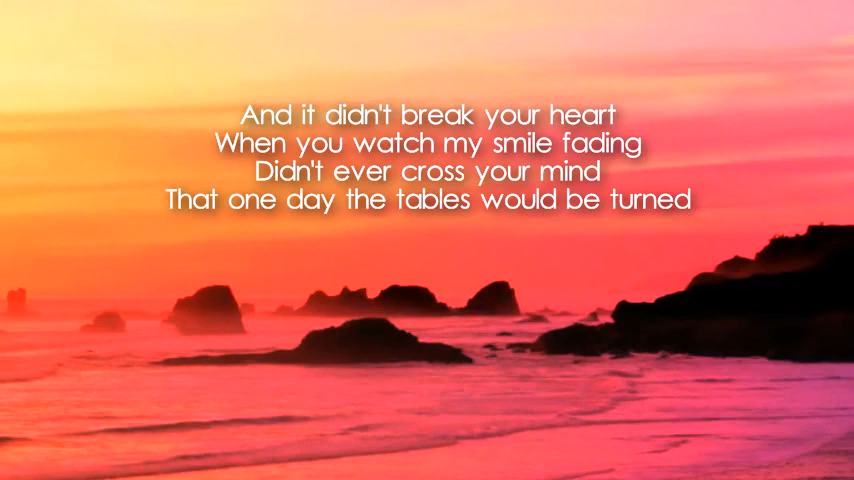 And it didn't break your heart
When you watch my smile fading
Didn't ever cross your mind
That one day the tables would be turned